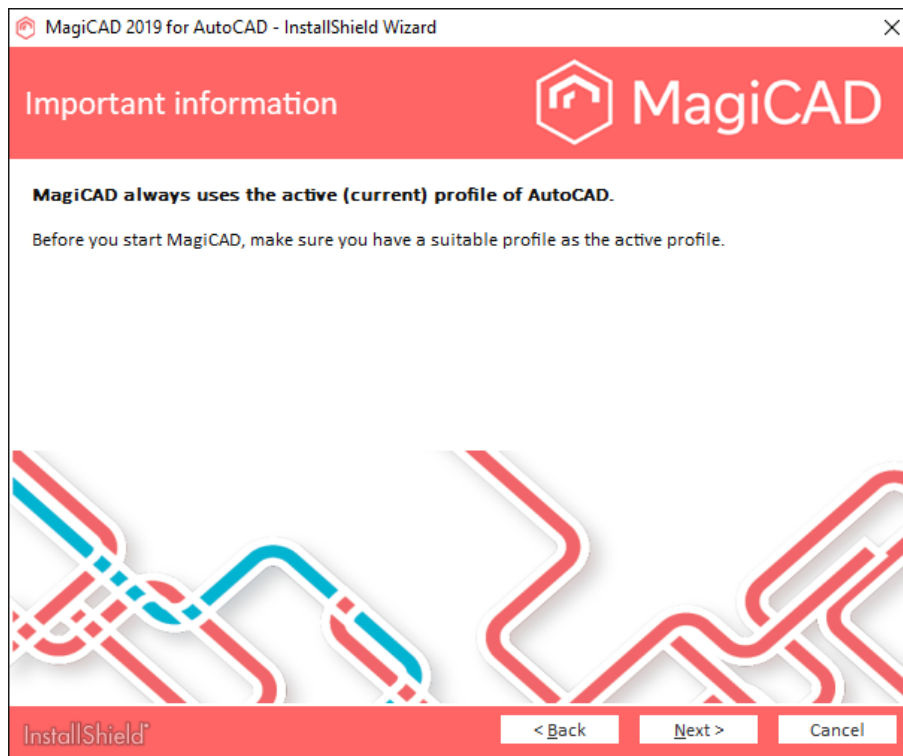 MagiCAD 2019 for AutoCAD - InstallShield Wizard
Important information
MagiCAD
MagiCAD always uses the active (current) profile of AutoCAD.
Before you start MagiCAD, make sure you have a suitable profile as the active profile.
InstallShield
< Back
Next >
Cancel